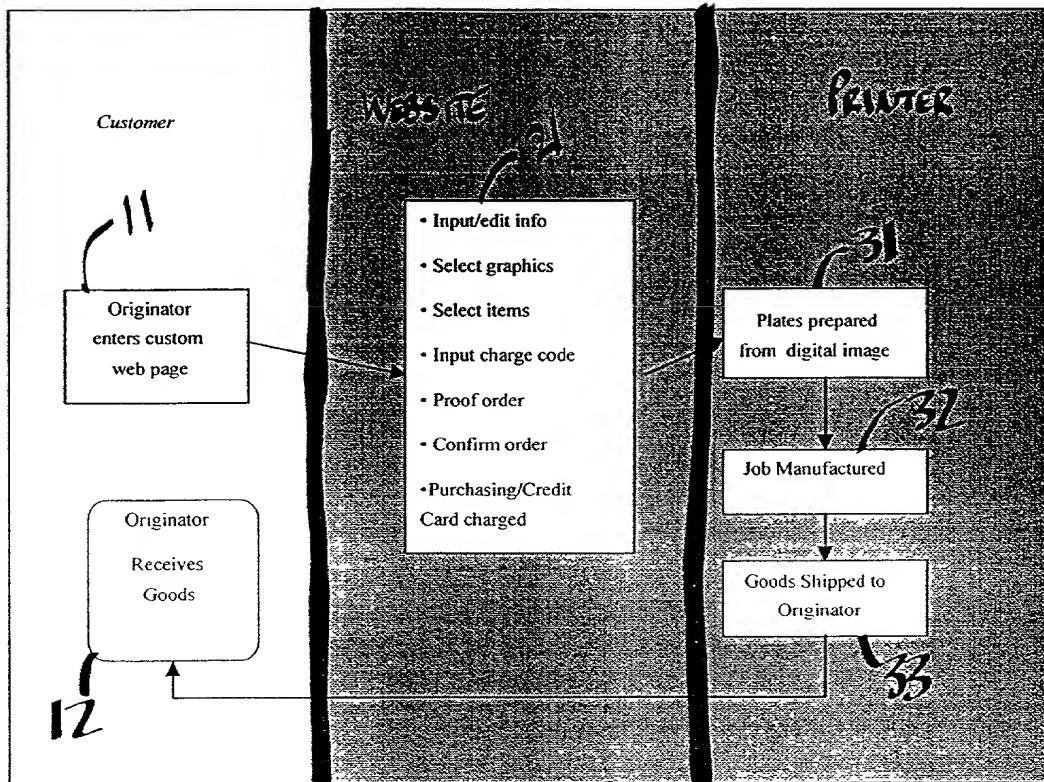 Customer
WEBSITE
PRINTER
11
Originator
enters custom
web page
21
• Input/edit info
• Select graphics
• Select items
• Input charge code
• Proof order
• Confirm order
•Purchasing/Credit
Card charged
31
Plates prepared
from digital image
32
Job Manufactured
Goods Shipped to
Originator
33
Originator
Receives
Goods
12